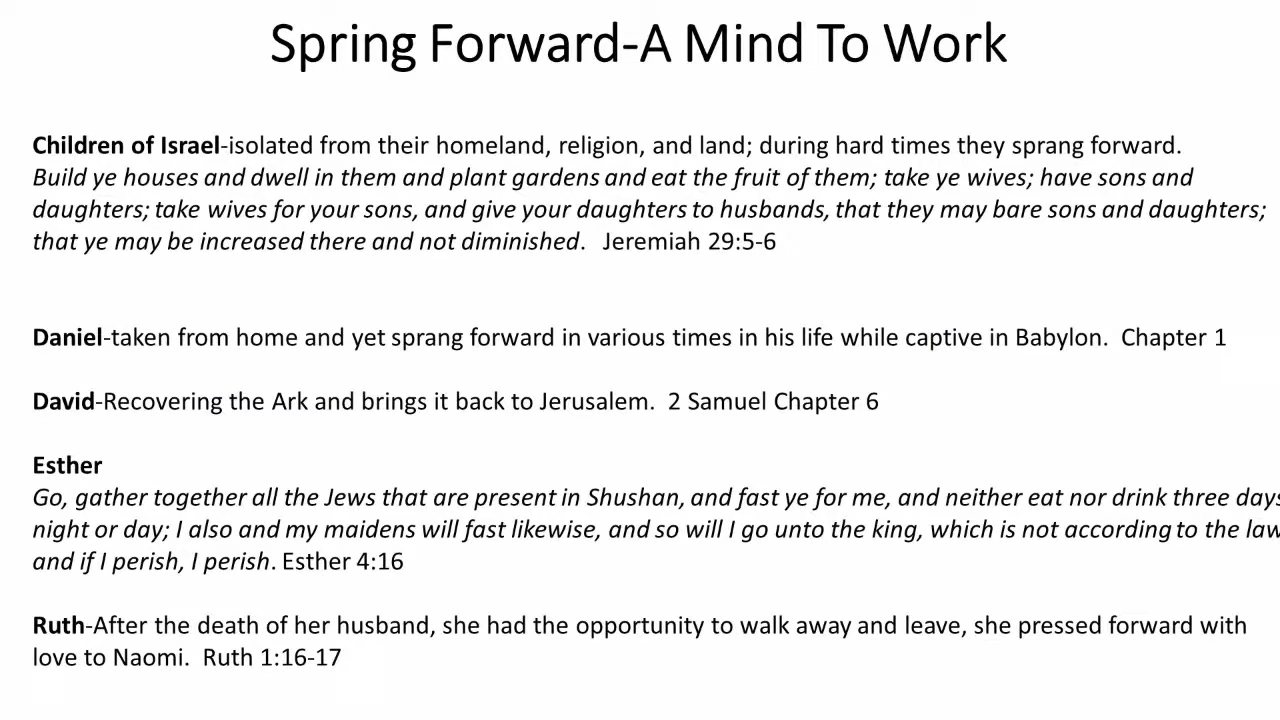 Spring Forward-A Mind To Work
Children of Israel-isolated from their homeland, religion, and land; during hard times they sprang forward.
Build ye houses and dwell in them and plant gardens and eat the fruit of them; take ye wives; have sons and
daughters; take wives for your sons, and give your daughters to husbands, that they may bare sons and daughters;
that ye may be increased there and not diminished. Jeremiah 29:5-6
Daniel-taken from home and yet sprang forward in various times in his life while captive in Babylon. Chapter 1
David-Recovering the Ark and brings it back to Jerusalem. 2 Samuel Chapter 6
Esther
Go, gather together all the Jews that are present in Shushan, and fast ye for me, and neither eat nor drink three days
night or day; I also and my maidens will fast likewise, and so will I go unto the king, which is not according to the law
and if I perish, I perish. Esther 4:16
Ruth-After the death of her husband, she had the opportunity to walk away and leave, she pressed forward with
love to Naomi. Ruth 1:16-17